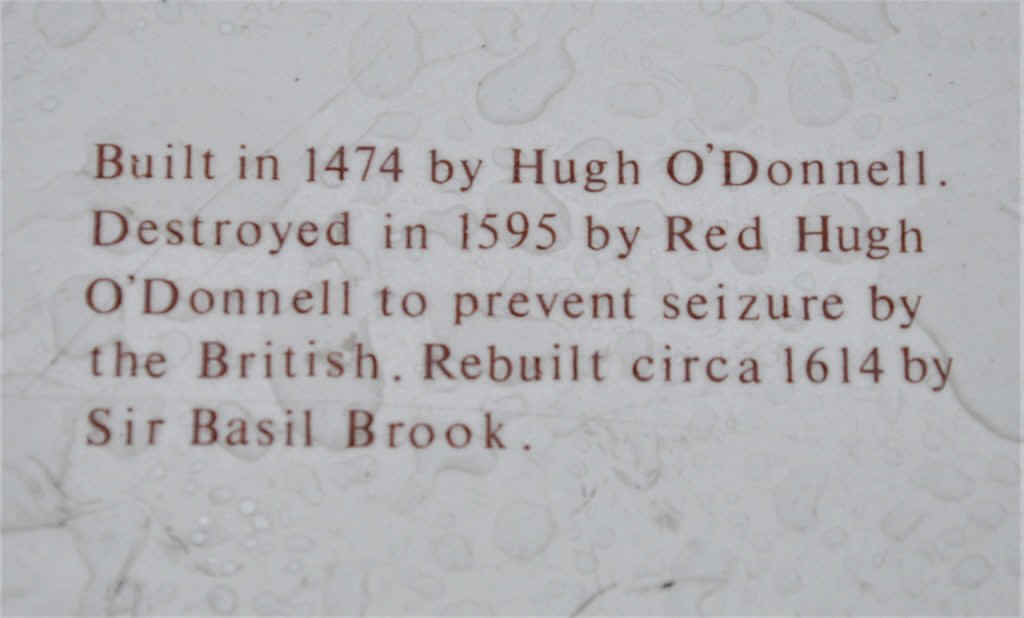 Built in 1474 by Hugh O'Donnell.
Destroyed in 1595 by Red Hugh
O'Donnell to prevent seizure by
the British. Rebuilt circa 1614 by
Sir Basil Brook.